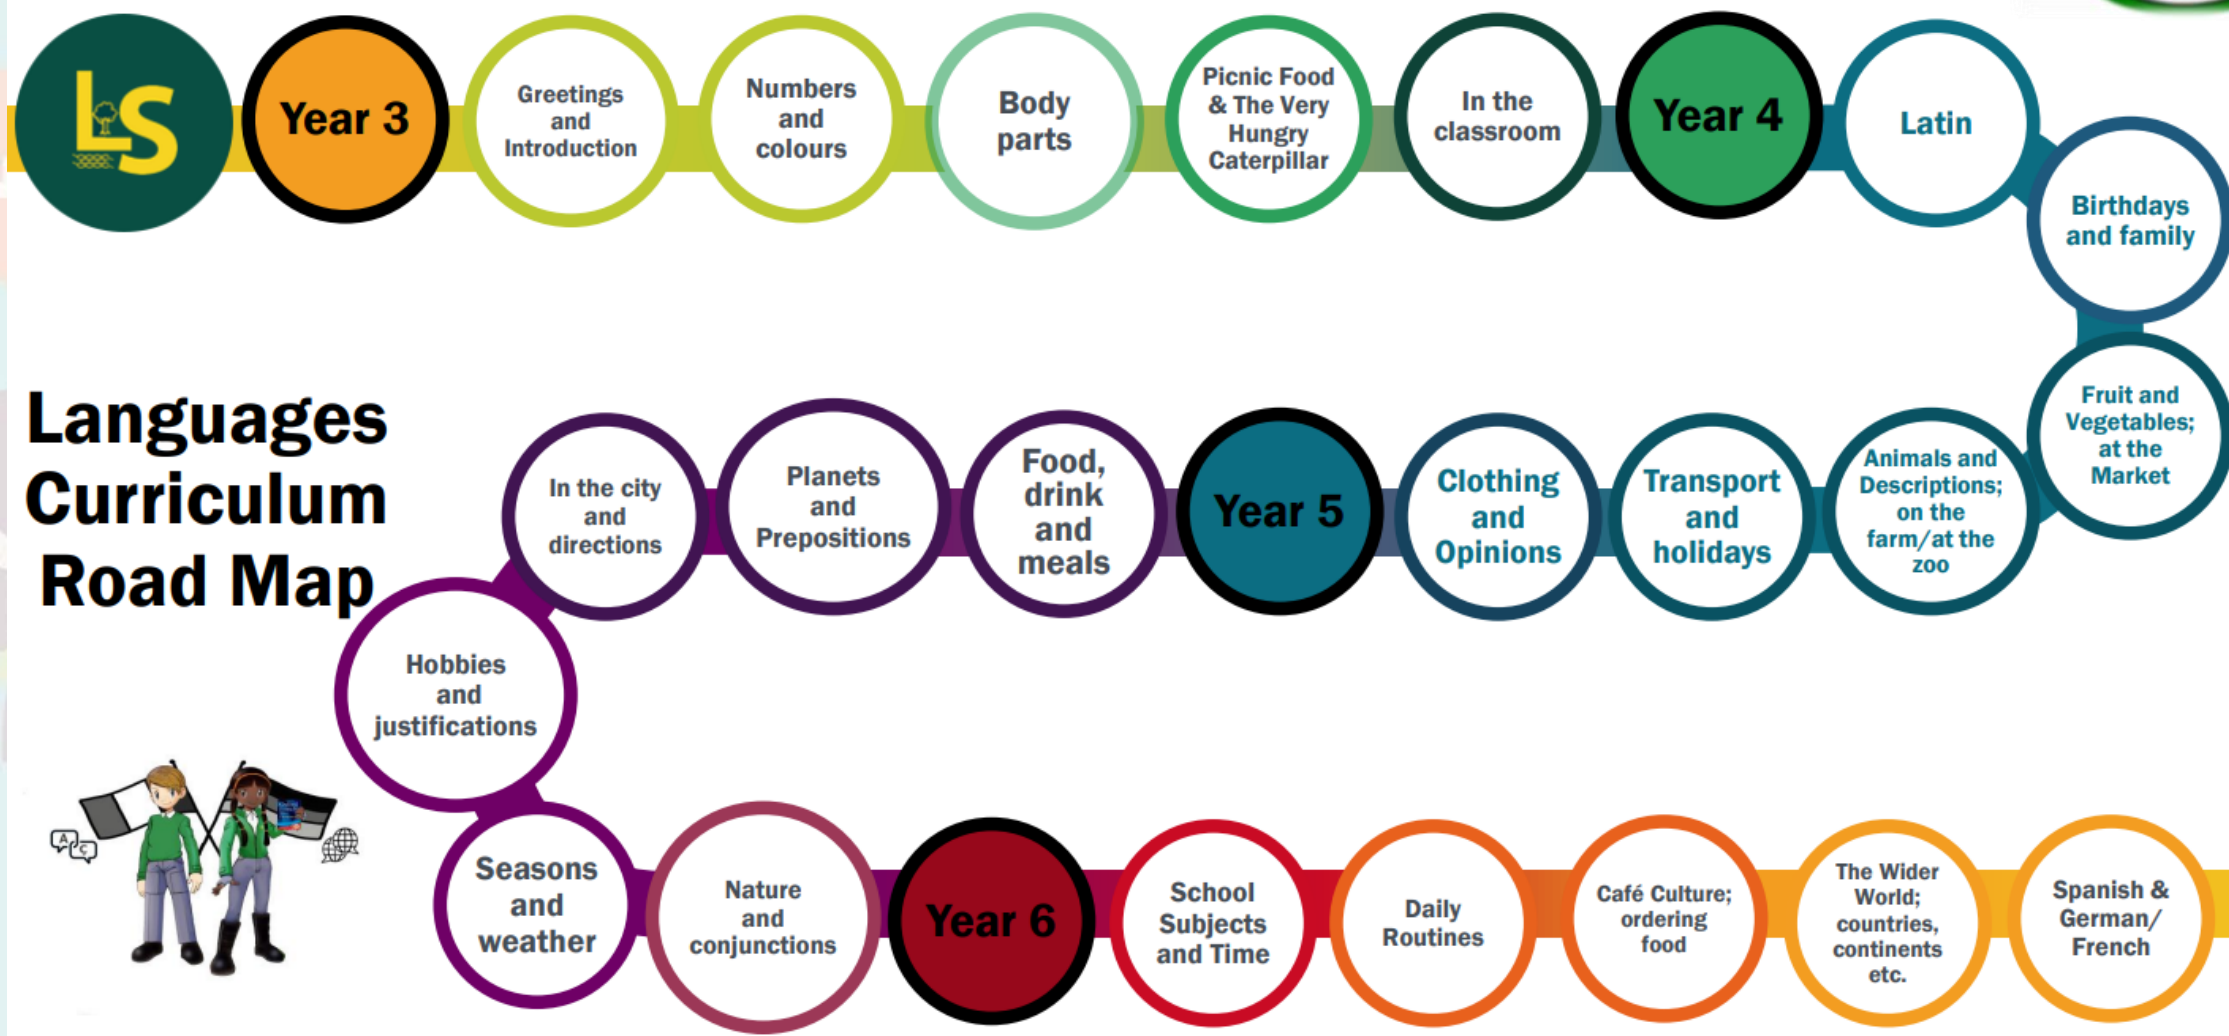 LS
Year 3
Greetings
and
Introduction
Numbers
and
colours
Body
parts
Picnic Food
& The Very
Hungry
Caterpillar
In the
classroom
Year 4
Latin
Birthdays
and family
Fruit and
Vegetables;
at the
Market
Animals and
Descriptions;
on the
farm/at the
zoo
Transport
and
holidays
Clothing
and
Opinions
Year 5
Food,
drink
and
meals
Planets
and
Prepositions
In the city
and
directions
Languages
Curriculum
Road Map
Hobbies
and
justifications
Seasons
and
weather
Nature
and
conjunctions
Year 6
School
Subjects
and Time
Daily
Routines
Café Culture;
ordering
food
The Wider
World;
countries,
continents
etc.
Spanish &
German/
French
A